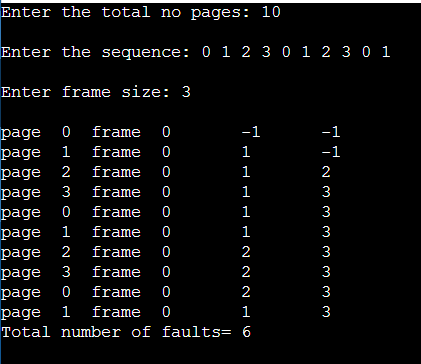 Enter the total no pages: 10
Enter the sequence: 0 1 2 3 0 1 2 3 0 1
Enter frame size: 3
page 0 frame 0 -1 -1
page 1 frame 0 1 -1
page 2 frame 0 1 2
page 3 frame 0 1 3
page 0 frame 0 1 3
page 1 frame 0 1 3
page 2 frame 0 2 3
page 3 frame 0 2 3
page 0 frame 0 2 3
page 1 frame 0 1 3
Total number of faults= 6